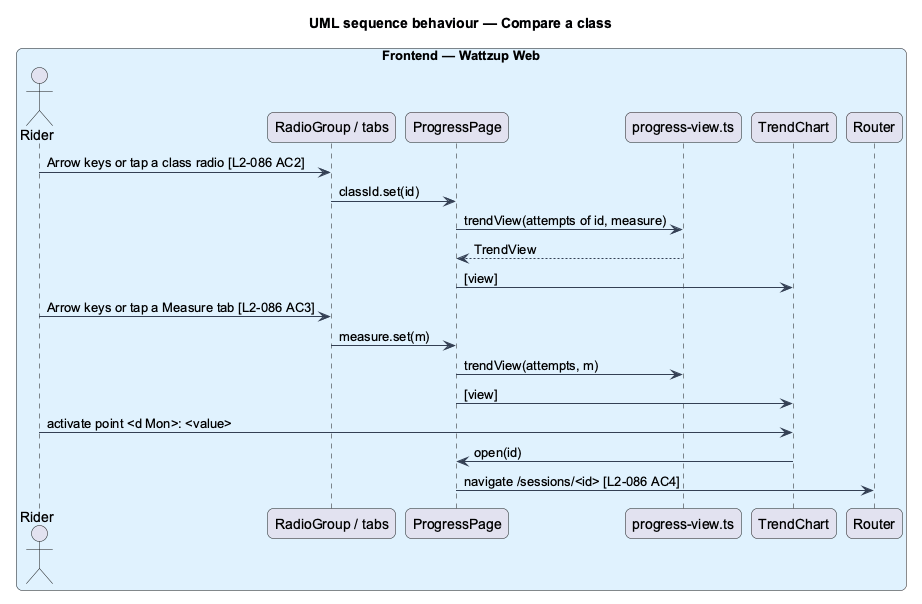 UML sequence behaviour — Compare a class
Frontend — Wattzup Web
Rider
RadioGroup / tabs
ProgressPage
progress-view.ts
TrendChart
Router
Arrow keys or tap a class radio [L2-086 AC2]
classId.set(id)
trendView(attempts of id, measure)
TrendView
[view]
Arrow keys or tap a Measure tab [L2-086 AC3]
measure.set(m)
trendView(attempts, m)
[view]
activate point <d Mon>: <value>
open(id)
navigate /sessions/<id> [L2-086 AC4]
Rider
RadioGroup / tabs
ProgressPage
progress-view.ts
TrendChart
Router